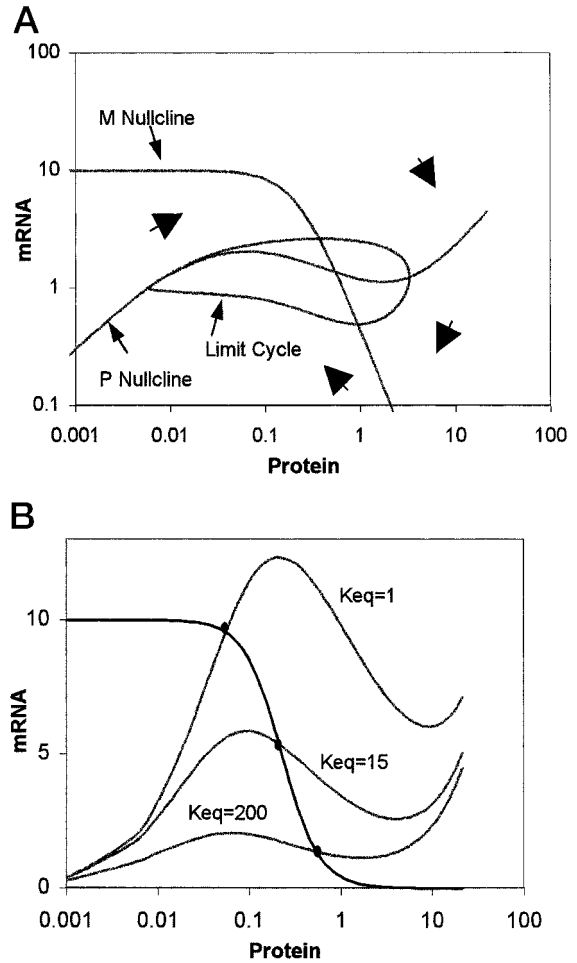 A
100
M Nullcline
10
mRNA
1
Limit Cycle
P Nullcline
0.1
0.001 0.01 0.1 1 10 100
Protein
B
Keq=1
10
mRNA
Keq=15
5
Keq=200
0
0.001 0.01 0.1 1 10 100
Protein